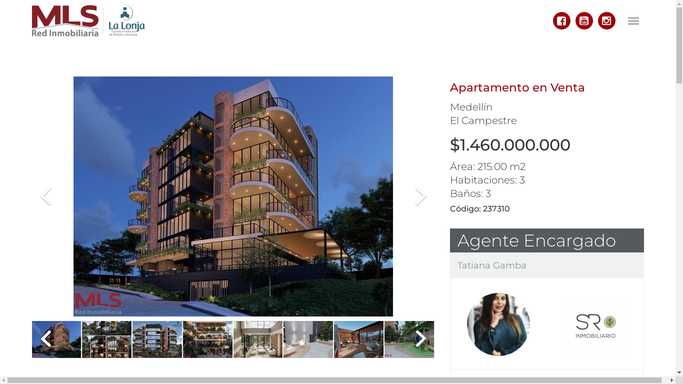 MLS
Red Inmobiliaria
La Lonja
Apartamento en Venta
Medellín
El Campestre
$1.460.000.000
Área: 215.00 m2
Habitaciones: 3
Baños: 3
Código: 237310
Agente Encargado
Tatiana Gamba
SR
INMOBILIARIO
MLS
Red Inmobiliaria